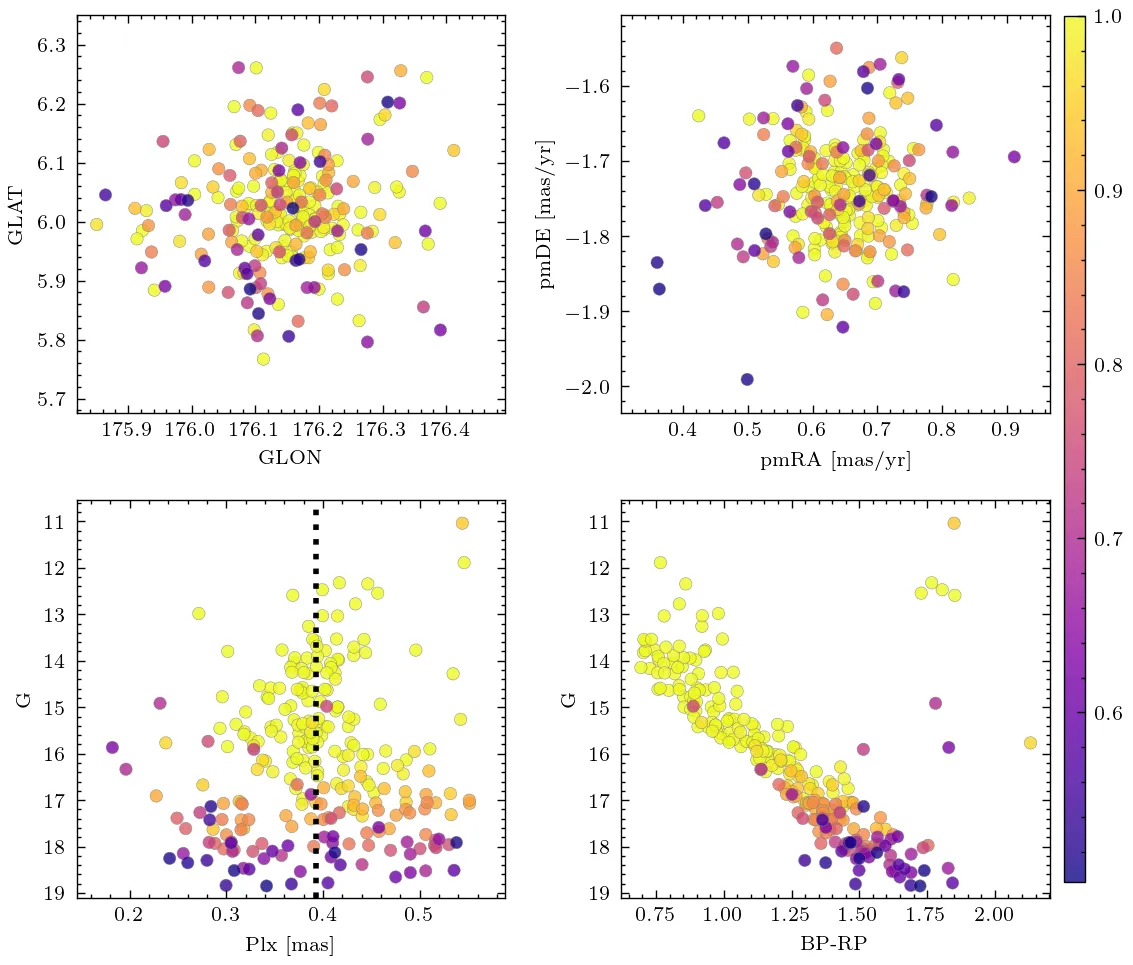 6.3
6.2
6.1
6.0
5.9
5.8
5.7
GLAT
175.9 176.0 176.1 176.2 176.3 176.4
GLON
−1.6
−1.7
−1.8
−1.9
−2.0
pmDE [mas/yr]
0.4 0.5 0.6 0.7 0.8 0.9
pmRA [mas/yr]
1.0
0.9
0.8
0.7
0.6
11
12
13
14
15
16
17
18
19
G
0.2 0.3 0.4 0.5
Plx [mas]
11
12
13
14
15
16
17
18
19
G
0.75 1.00 1.25 1.50 1.75 2.00
BP-RP